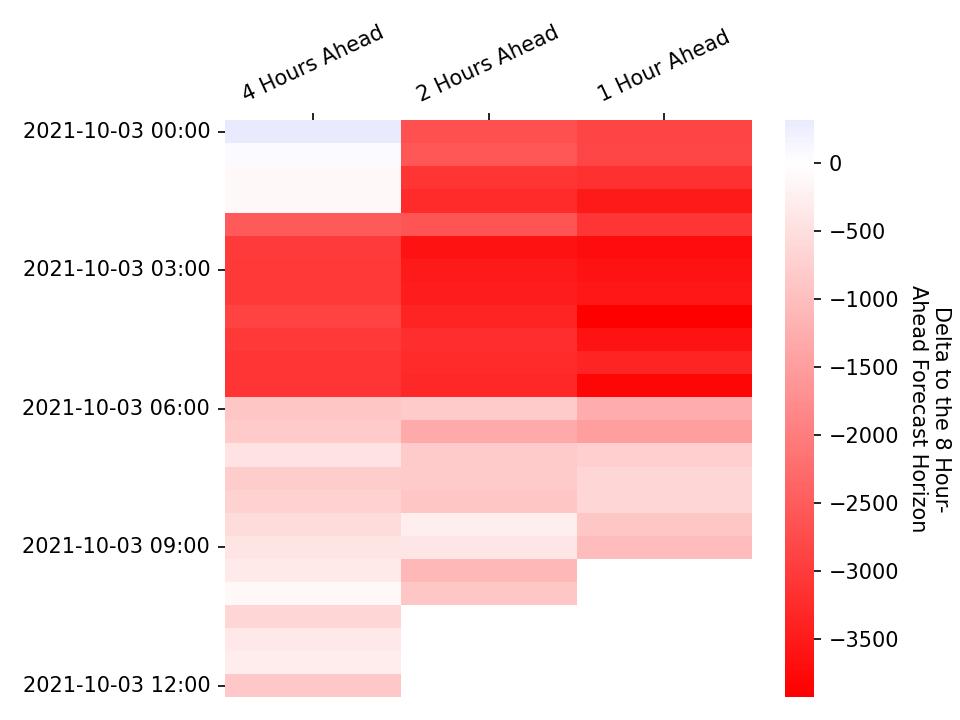 4 Hours Ahead
2 Hours Ahead
1 Hour Ahead
2021-10-03 00:00
2021-10-03 03:00
2021-10-03 06:00
2021-10-03 09:00
2021-10-03 12:00
0
−500
−1000
−1500
−2000
−2500
−3000
−3500
Delta to the 8 Hour-
Ahead Forecast Horizon